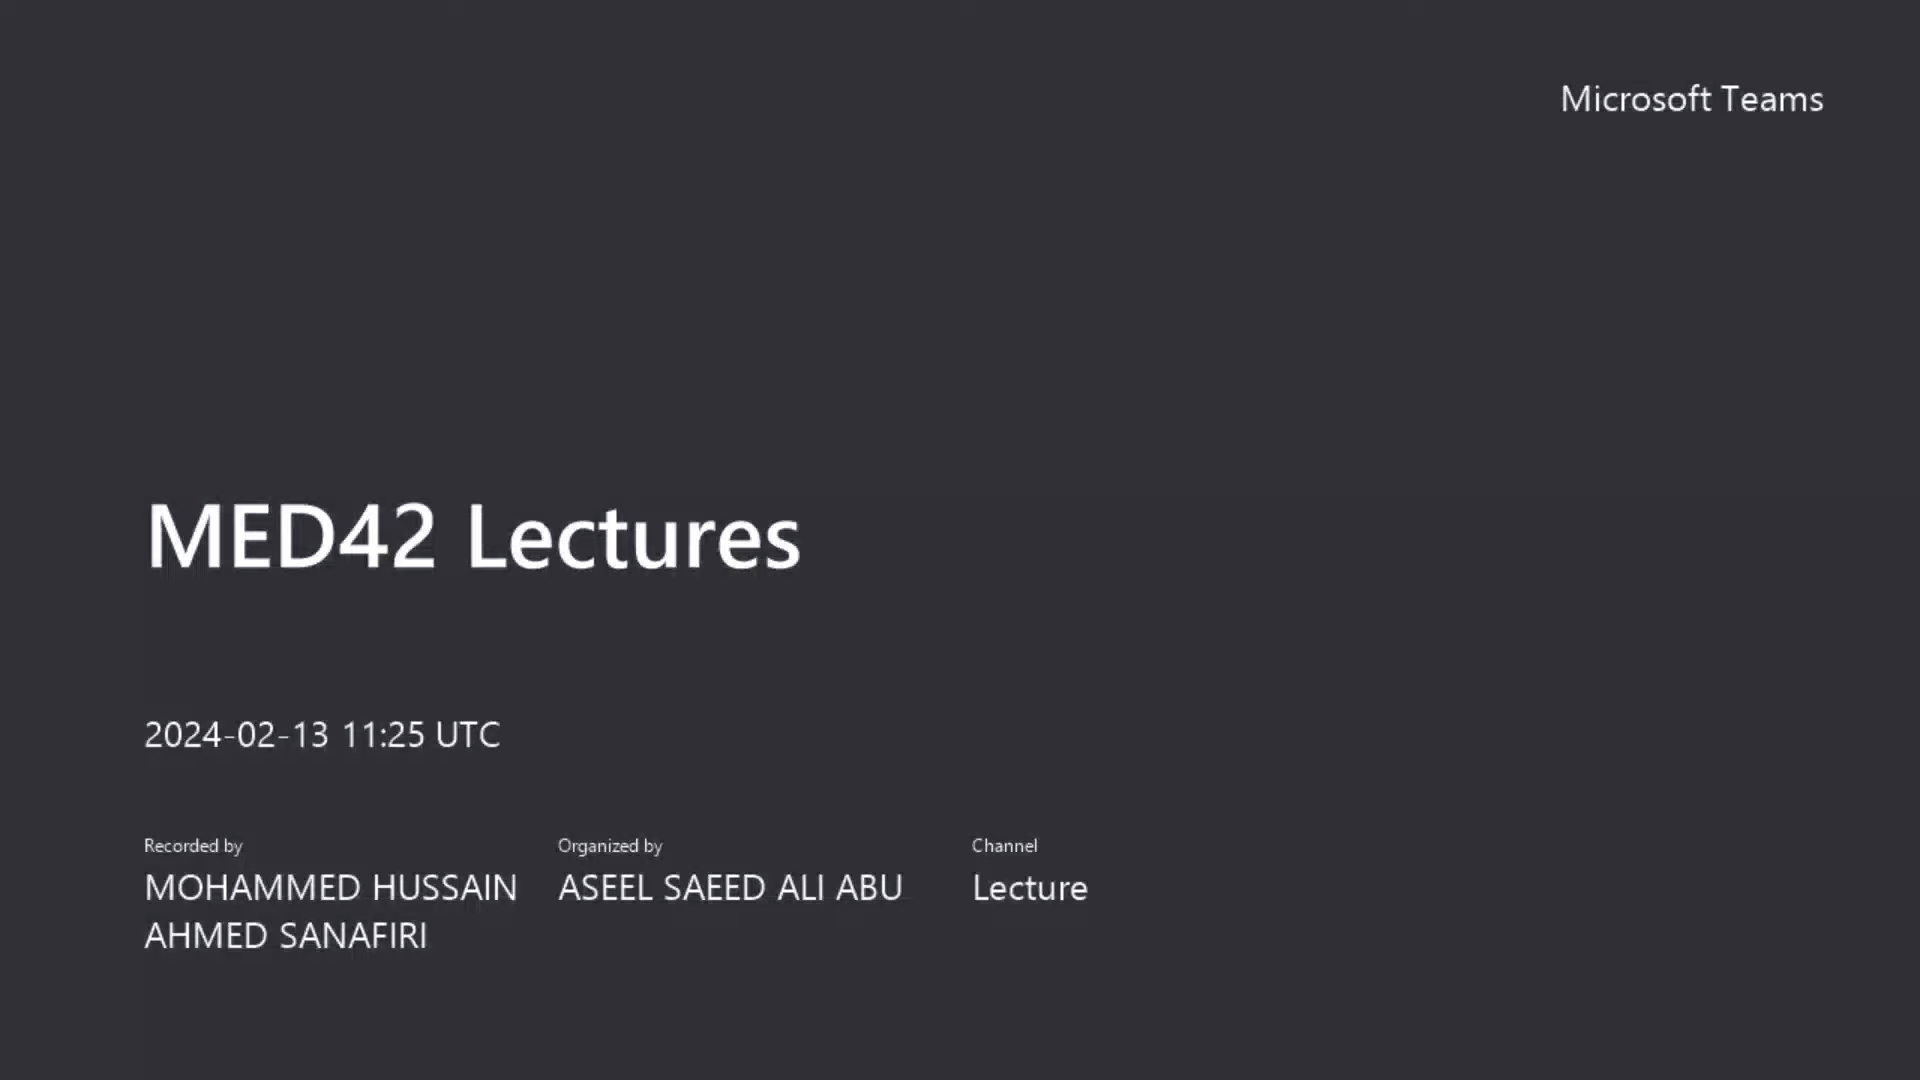 Microsoft Teams
MED42 Lectures
2024-02-13 11:25 UTC
Recorded by
MOHAMMED HUSSAIN
AHMED SANAFIRI
Organized by
ASEEL SAEED ALI ABU
Channel
Lecture